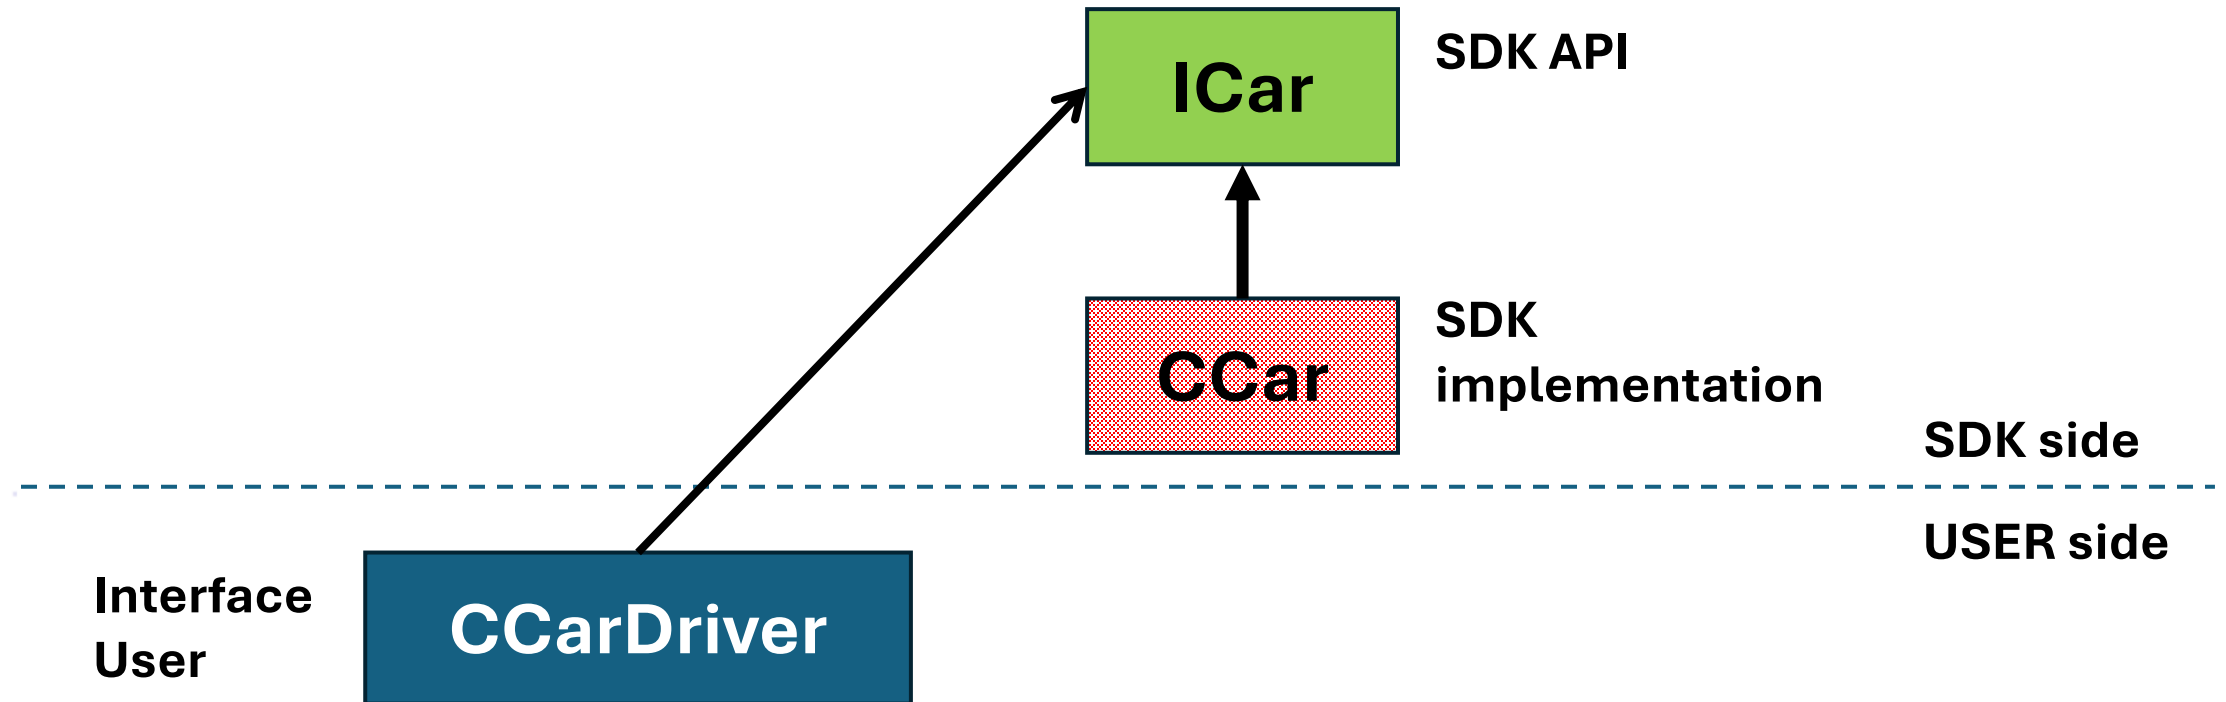 ICar
SDK API
CCar
SDK
implementation
SDK side
USER side
Interface
User
CCarDriver